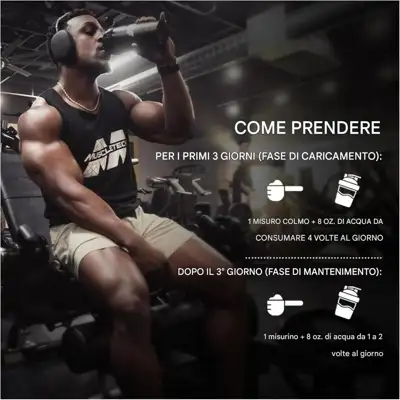 MUSCLETECH
COME PRENDERE
PER I PRIMI 3 GIORNI (FASE DI CARICAMENTO):
1 MISURO COLMO + 8 OZ. DI ACQUA DA
CONSUMARE 4 VOLTE AL GIORNO
DOPO IL 3° GIORNO (FASE DI MANTENIMENTO):
1 misurino + 8 oz. di acqua da 1 a 2
volte al giorno